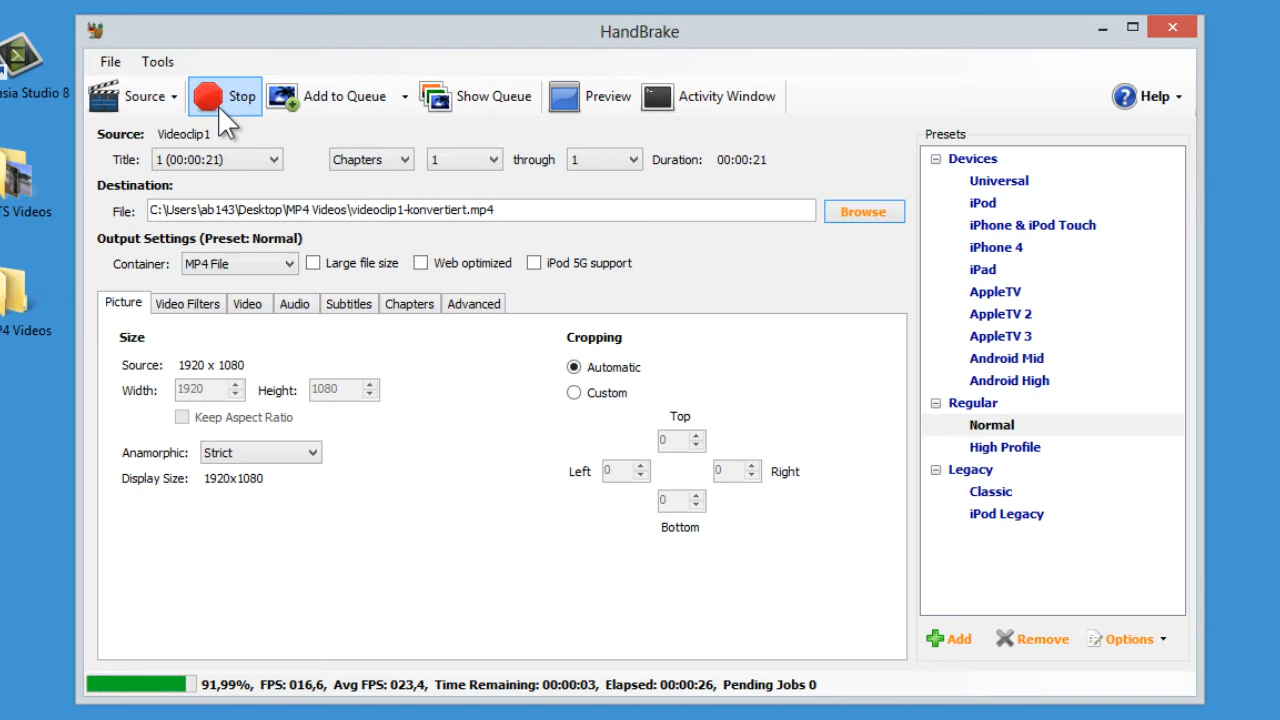 HandBrake
File Tools
Source Stop Add to Queue Show Queue Preview Activity Window Help
asia Studio 8
Source: Videoclip1
Title: 1 (00:00:21) Chapters 1 through 1 Duration: 00:00:21
Destination:
File: C:\Users\ab143\Desktop\MP4 Videos\videoclip1-konvertiert.mp4 Browse
TS Videos
Output Settings (Preset: Normal)
Container: MP4 File Large file size Web optimized iPod 5G support
Picture Video Filters Video Audio Subtitles Chapters Advanced
P4 Videos
Size
Source: 1920 x 1080
Width: 1920 Height: 1080
Keep Aspect Ratio
Anamorphic: Strict
Display Size: 1920x1080
Cropping
Automatic
Custom
Top
0
Left 0 0 Right
0
Bottom
Presets
Devices
Universal
iPod
iPhone & iPod Touch
iPhone 4
iPad
AppleTV
AppleTV 2
AppleTV 3
Android Mid
Android High
Regular
Normal
High Profile
Legacy
Classic
iPod Legacy
Add Remove Options
91,99%, FPS: 016,6, Avg FPS: 023,4, Time Remaining: 00:00:03, Elapsed: 00:00:26, Pending Jobs 0